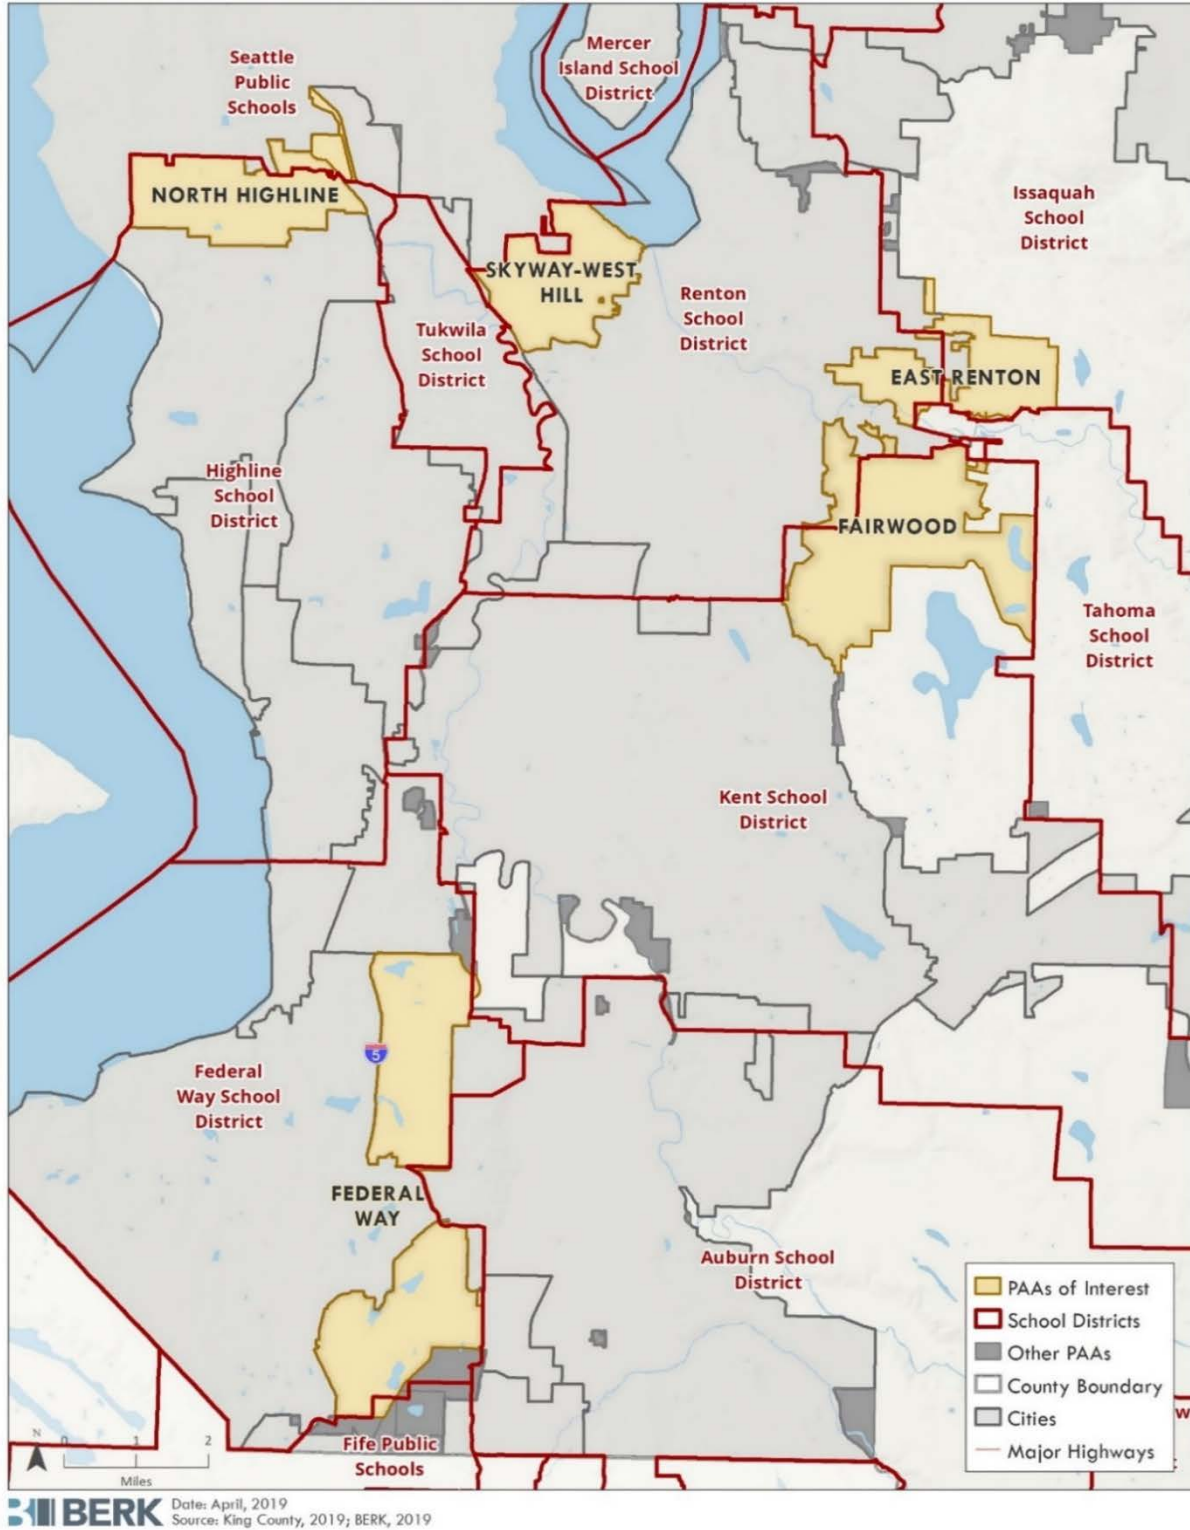 Seattle
Public
Schools
Mercer
Island School
District
NORTH HIGHLINE
Issaquah
School
District
SKYWAY-WEST
HILL
Renton
School
District
Tukwila
School
District
EAST RENTON
Highline
School
District
FAIRWOOD
Tahoma
School
District
Kent School
District
5
Federal
Way School
District
FEDERAL
WAY
Auburn School
District
Fife Public
Schools
PAAs of Interest
School Districts
Other PAAs
County Boundary
Cities
Major Highways
N
0 1 2
Miles
BERK
Date: April, 2019
Source: King County, 2019; BERK, 2019